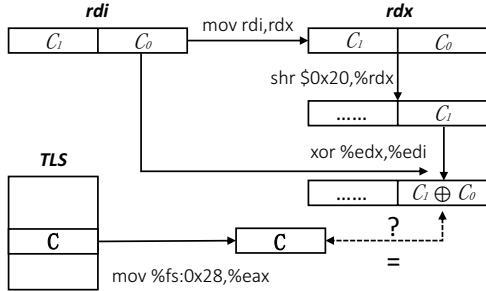 rdi
rdx
C₁ C₀
mov rdi,rdx
C₁ C₀
shr $0x20,%rdx
...... C₁
xor %edx,%edi
TLS
...... C₁ ⊕ C₀
C
C
?
=
mov %fs:0x28,%eax